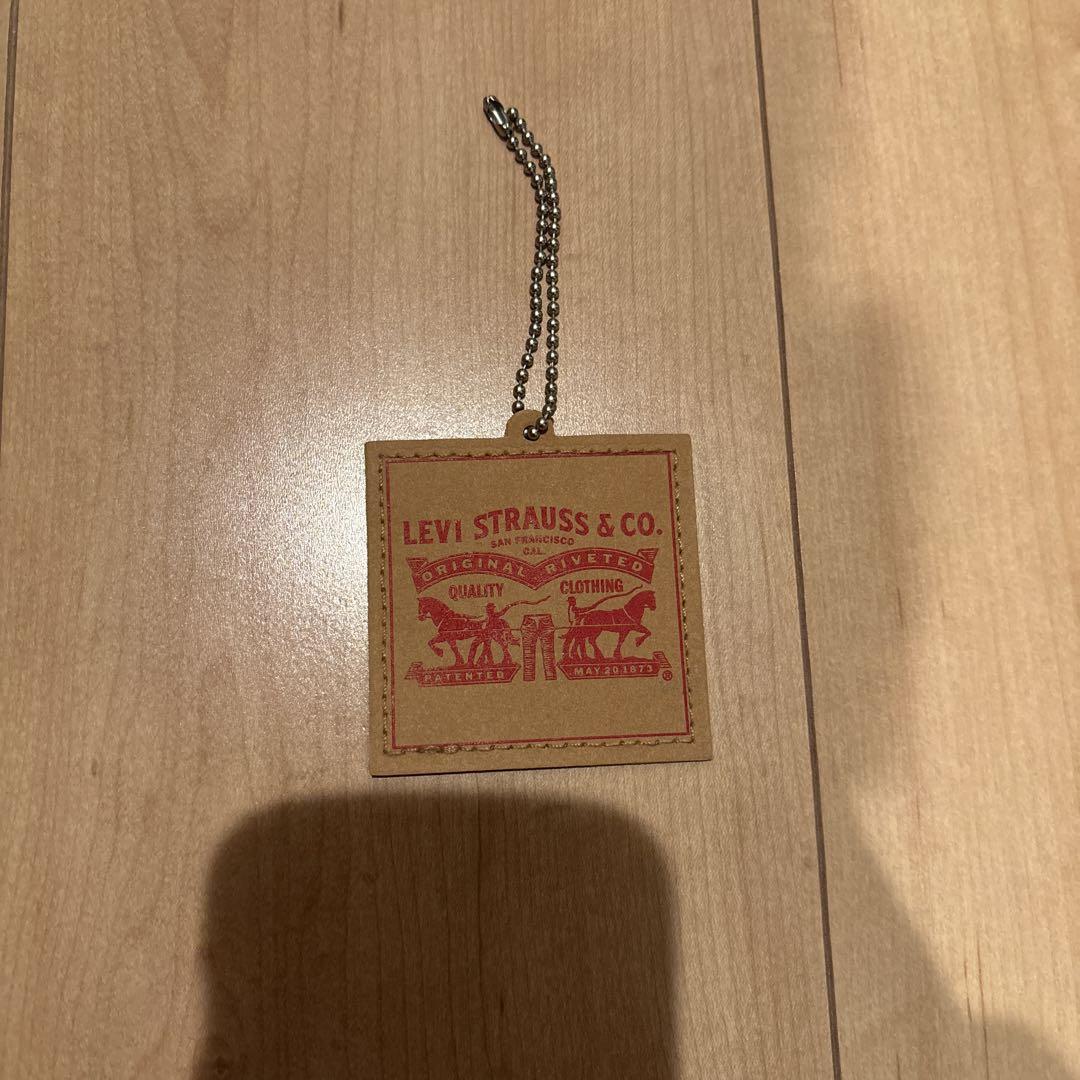 LEVI STRAUSS & CO.
SAN FRANCISCO
CAL.
ORIGINAL RIVETED
QUALITY CLOTHING
PATENTED MAY 20 1873 ®